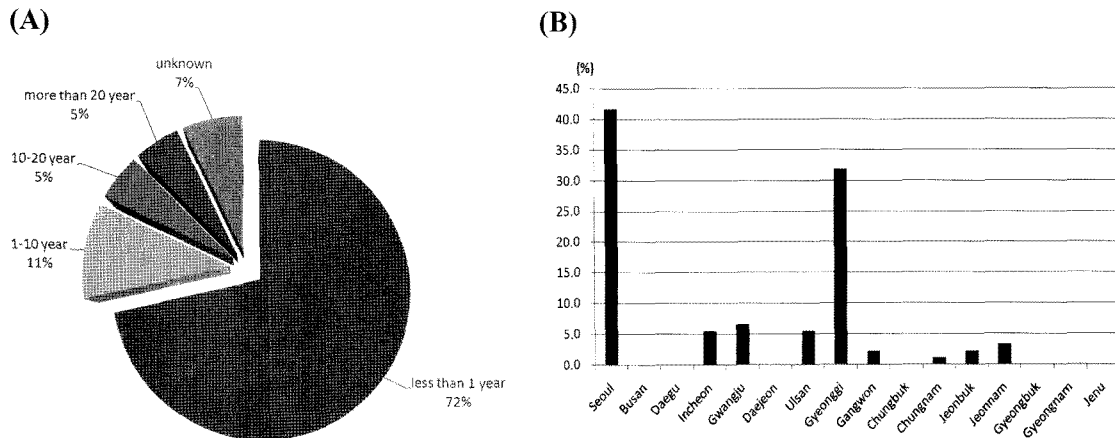 (A)
unknown
7%
more than 20 year
5%
10-20 year
5%
1-10 year
11%
less than 1 year
72%
(B)
(%)
45.0
40.0
35.0
30.0
25.0
20.0
15.0
10.0
5.0
0.0
Seoul
Busan
Daegu
Incheon
Gwangju
Daejeon
Ulsan
Gyeonggi
Gangwon
Chungbuk
Chungnam
Jeonbuk
Jeonnam
Gyeongbuk
Gyeongnam
Jenu